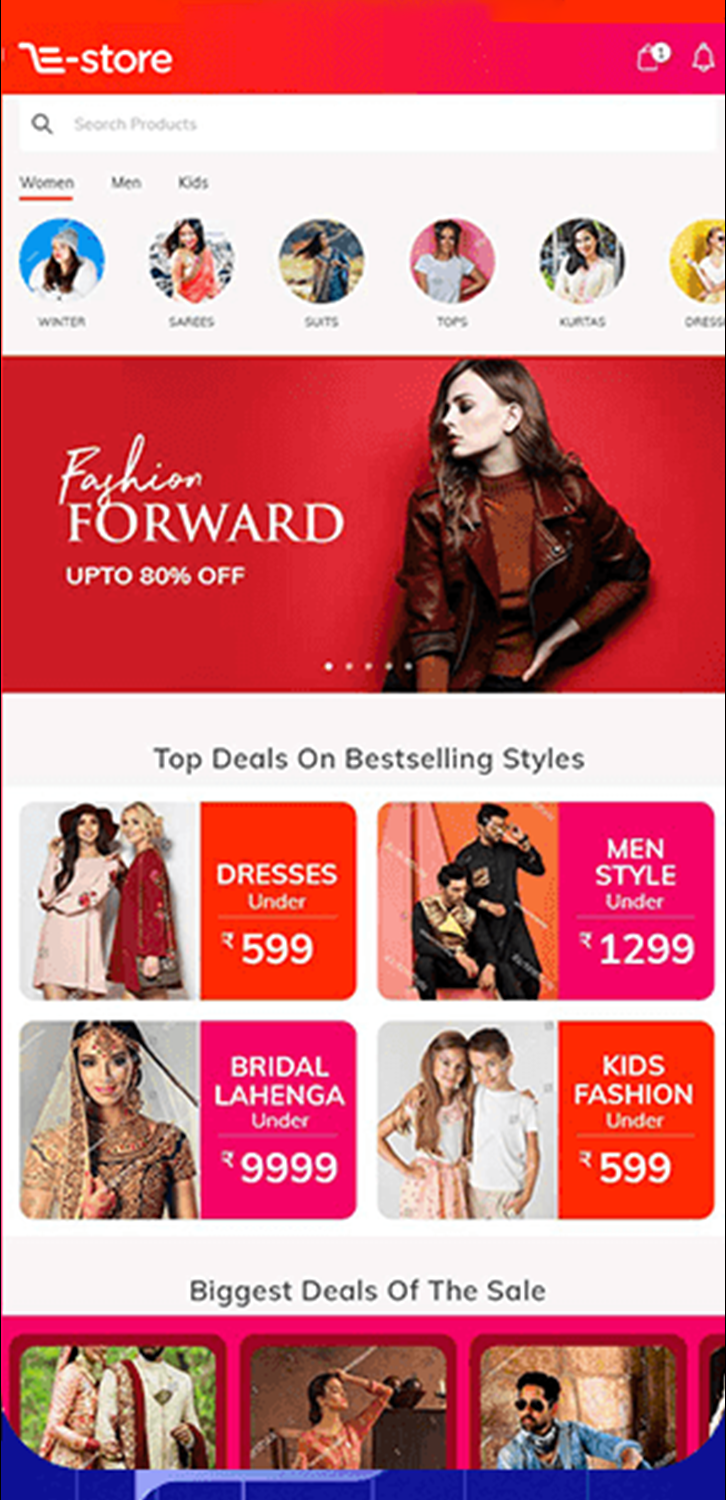 E-store
1
Search Products
Women Men Kids
WINTER SAREES SUITS TOPS KURTAS DRESS
Fashion
FORWARD
UPTO 80% OFF
Top Deals On Bestselling Styles
DRESSES
Under
₹ 599
MEN
STYLE
Under
₹ 1299
BRIDAL
LAHENGA
Under
₹ 9999
KIDS
FASHION
Under
₹ 599
Biggest Deals Of The Sale